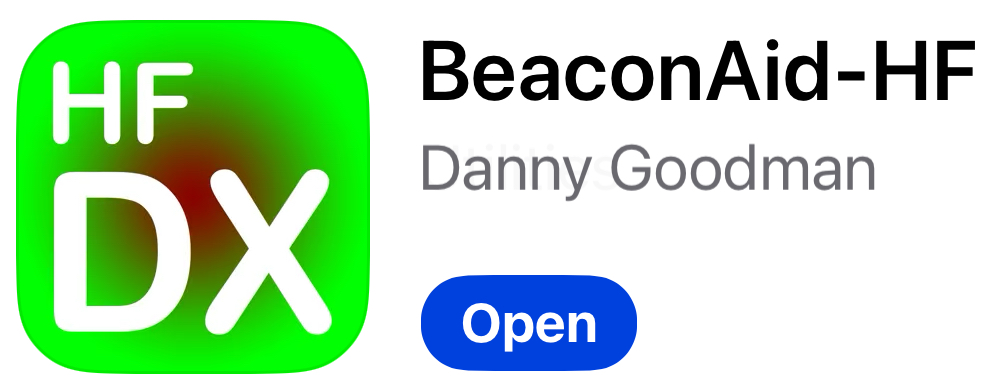 HF
DX
BeaconAid-HF
Danny Goodman
Open